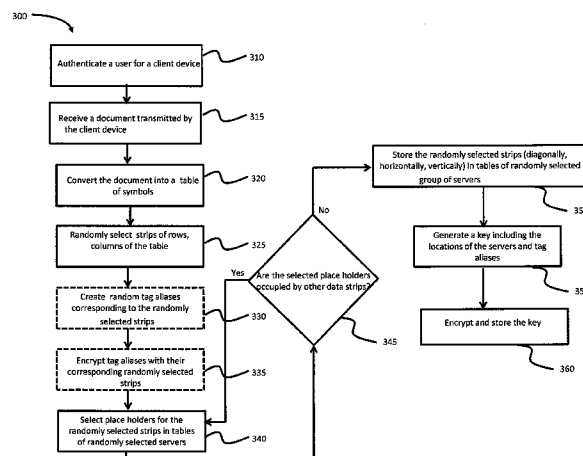 300
Authenticate a user for a client device
310
Receive a document transmitted by
the client device
315
Convert the document into a table
of symbols
320
Randomly select strips of rows,
columns of the table
325
Create random tag aliases
corresponding to the randomly
selected strips
330
Encrypt tag aliases with their
corresponding randomly selected
strips
335
Select place holders for the
randomly selected strips in tables
of randomly selected servers
340
Yes
No
Are the selected place holders
occupied by other data strips?
345
Store the randomly selected strips (diagonally,
horizontally, vertically) in tables of randomly selected
group of servers
Generate a key including the
locations of the servers and tag
aliases
Encrypt and store the key
360